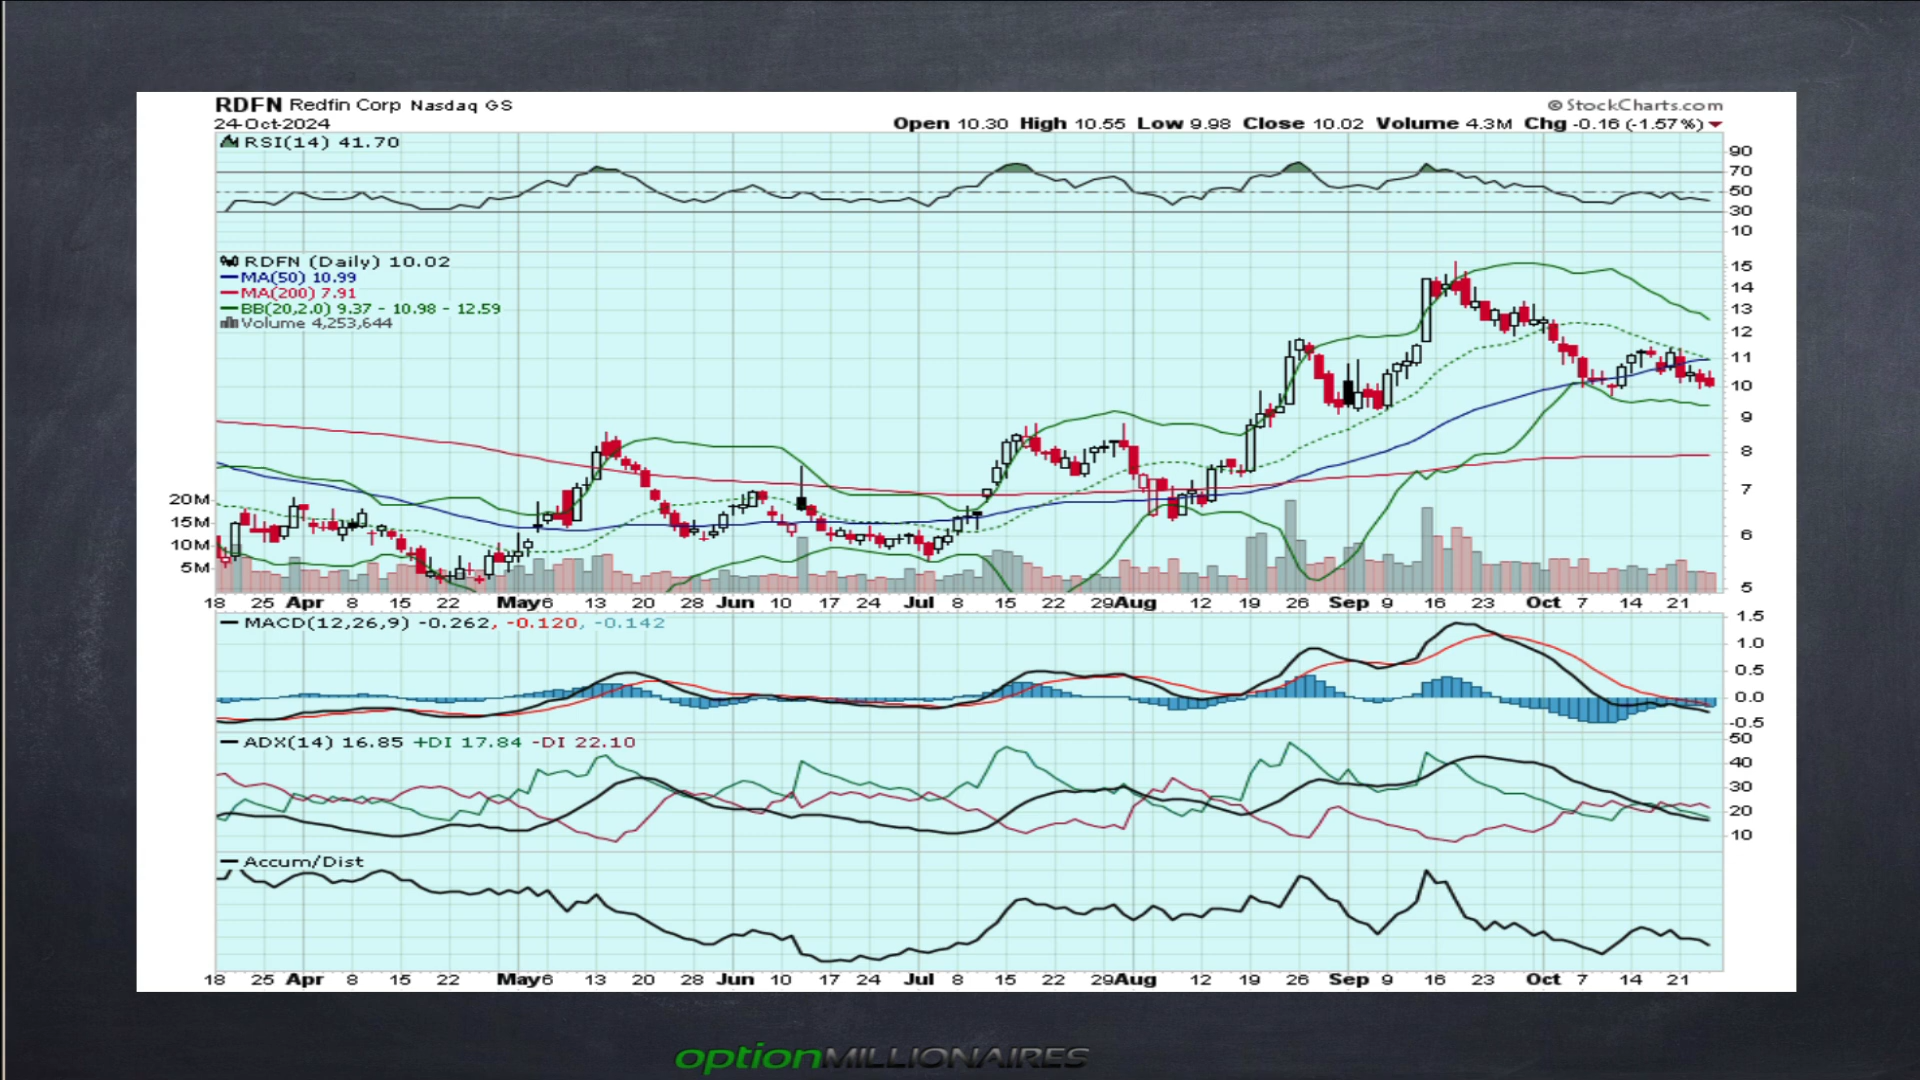 RDFN Redfin Corp Nasdaq GS © StockCharts.com
24-Oct-2024 Open 10.30 High 10.55 Low 9.98 Close 10.02 Volume 4.3M Chg -0.16 (-1.57%)
RSI(14) 41.70
90
70
50
30
10
RDFN (Daily) 10.02
MA(50) 10.99
MA(200) 7.91
BB(20,2.0) 9.37 - 10.98 - 12.59
Volume 4,253,644
15
14
13
12
11
10
9
8
7
6
5
20M
15M
10M
5M
18 25 Apr 8 15 22 May 6 13 20 28 Jun 10 17 24 Jul 8 15 22 29 Aug 12 19 26 Sep 9 16 23 Oct 7 14 21
MACD(12,26,9) -0.262, -0.120, -0.142
1.5
1.0
0.5
0.0
-0.5
ADX(14) 16.85 +DI 17.84 -DI 22.10
50
40
30
20
10
Accum/Dist
18 25 Apr 8 15 22 May 6 13 20 28 Jun 10 17 24 Jul 8 15 22 29 Aug 12 19 26 Sep 9 16 23 Oct 7 14 21
optionMILLIONAIRES